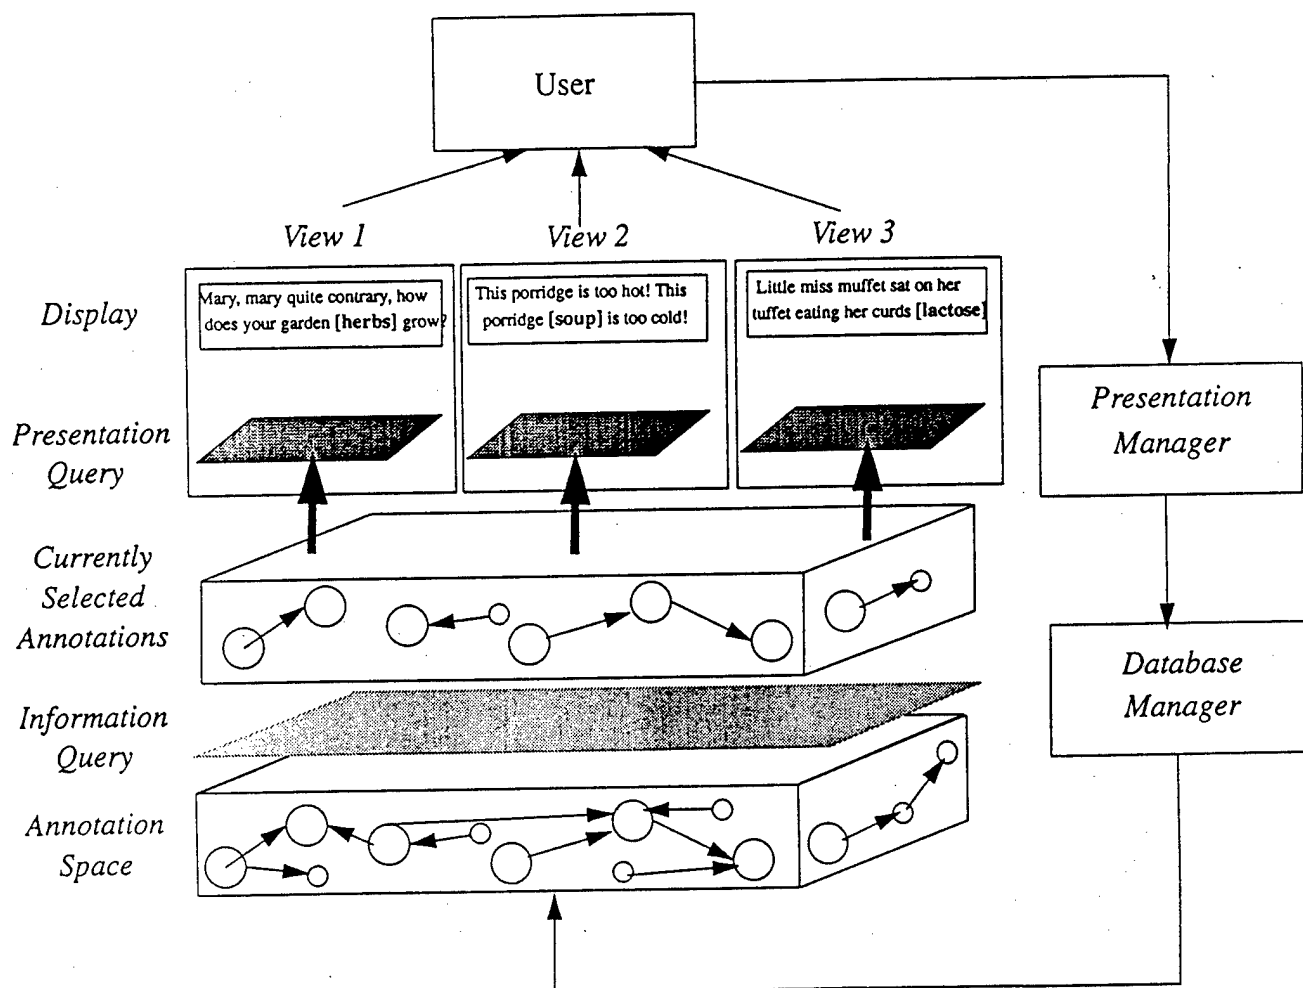 User
View 1
View 2
View 3
Display
Mary, mary quite contrary, how
does your garden [herbs] grow?
This porridge is too hot! This
porridge [soup] is too cold!
Little miss muffet sat on her
tuffet eating her curds [lactose]
Presentation
Query
Presentation
Manager
Currently
Selected
Annotations
Information
Query
Database
Manager
Annotation
Space